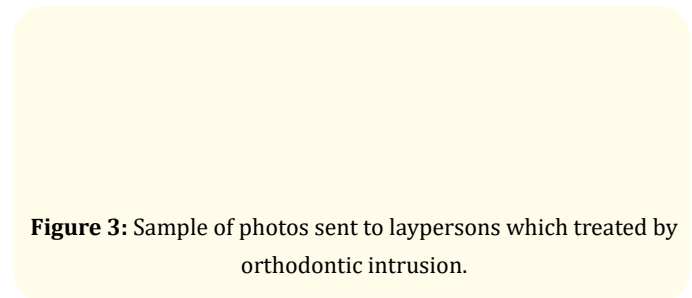 Figure 3: Sample of photos sent to laypersons which treated by
orthodontic intrusion.